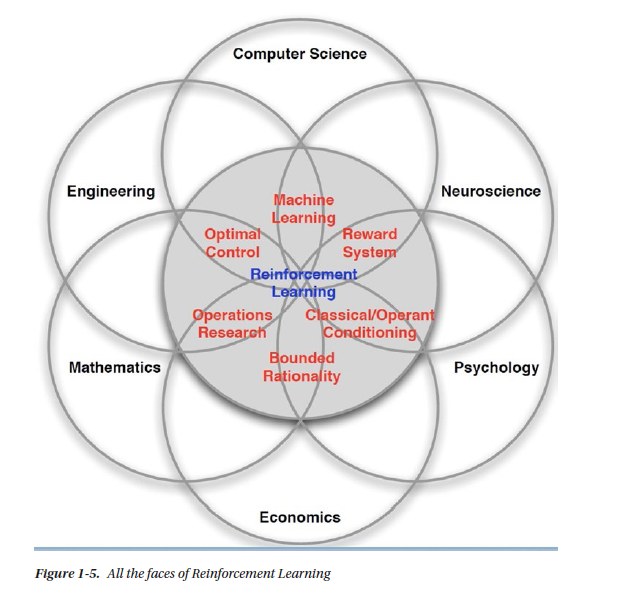 Computer Science
Engineering
Neuroscience
Machine
Learning
Optimal
Control
Reward
System
Reinforcement
Learning
Operations
Research
Classical/Operant
Conditioning
Bounded
Rationality
Mathematics
Psychology
Economics
Figure 1-5. All the faces of Reinforcement Learning